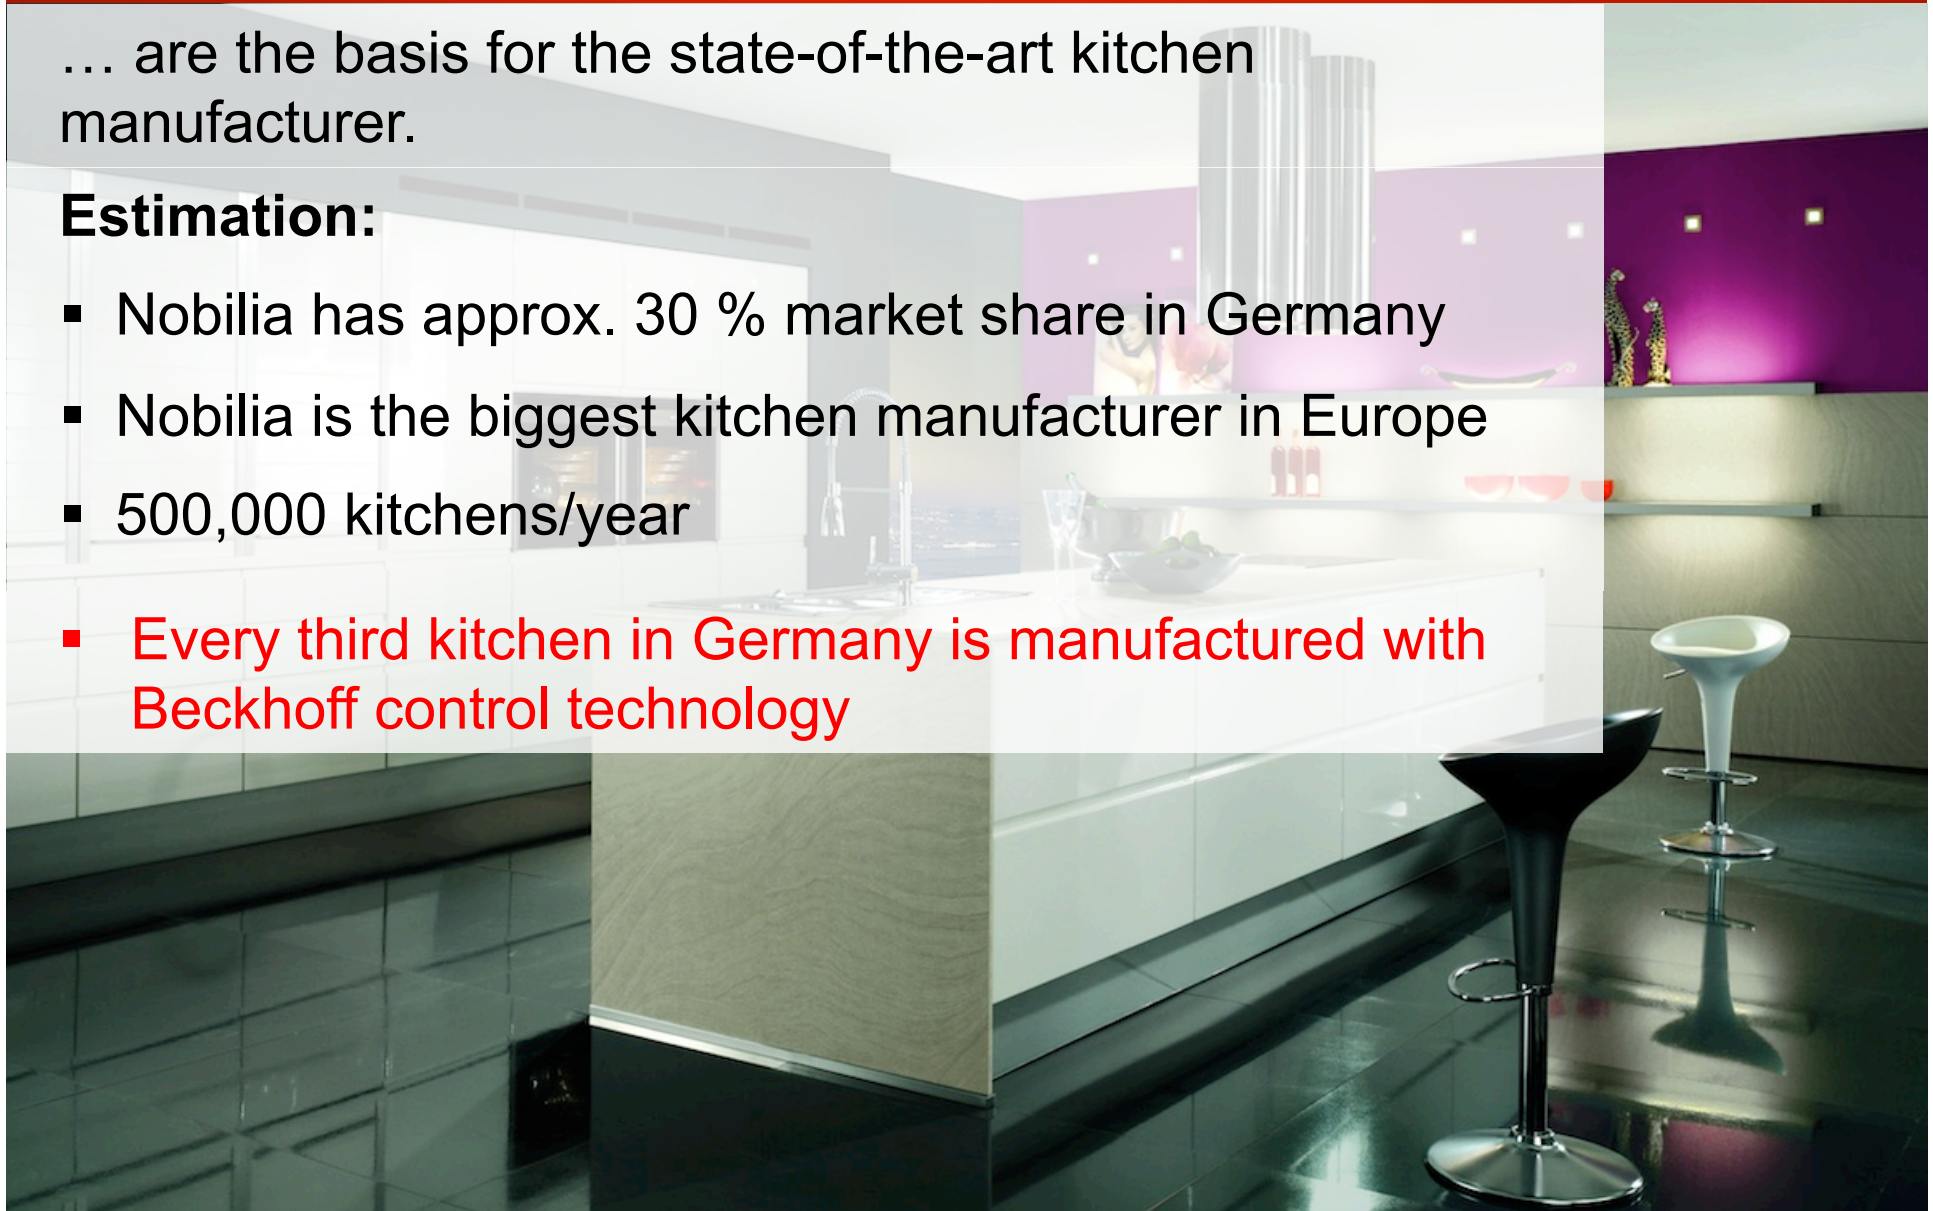 … are the basis for the state-of-the-art kitchen
manufacturer.
Estimation:
▪ Nobilia has approx. 30 % market share in Germany
▪ Nobilia is the biggest kitchen manufacturer in Europe
▪ 500,000 kitchens/year
▪ Every third kitchen in Germany is manufactured with
Beckhoff control technology